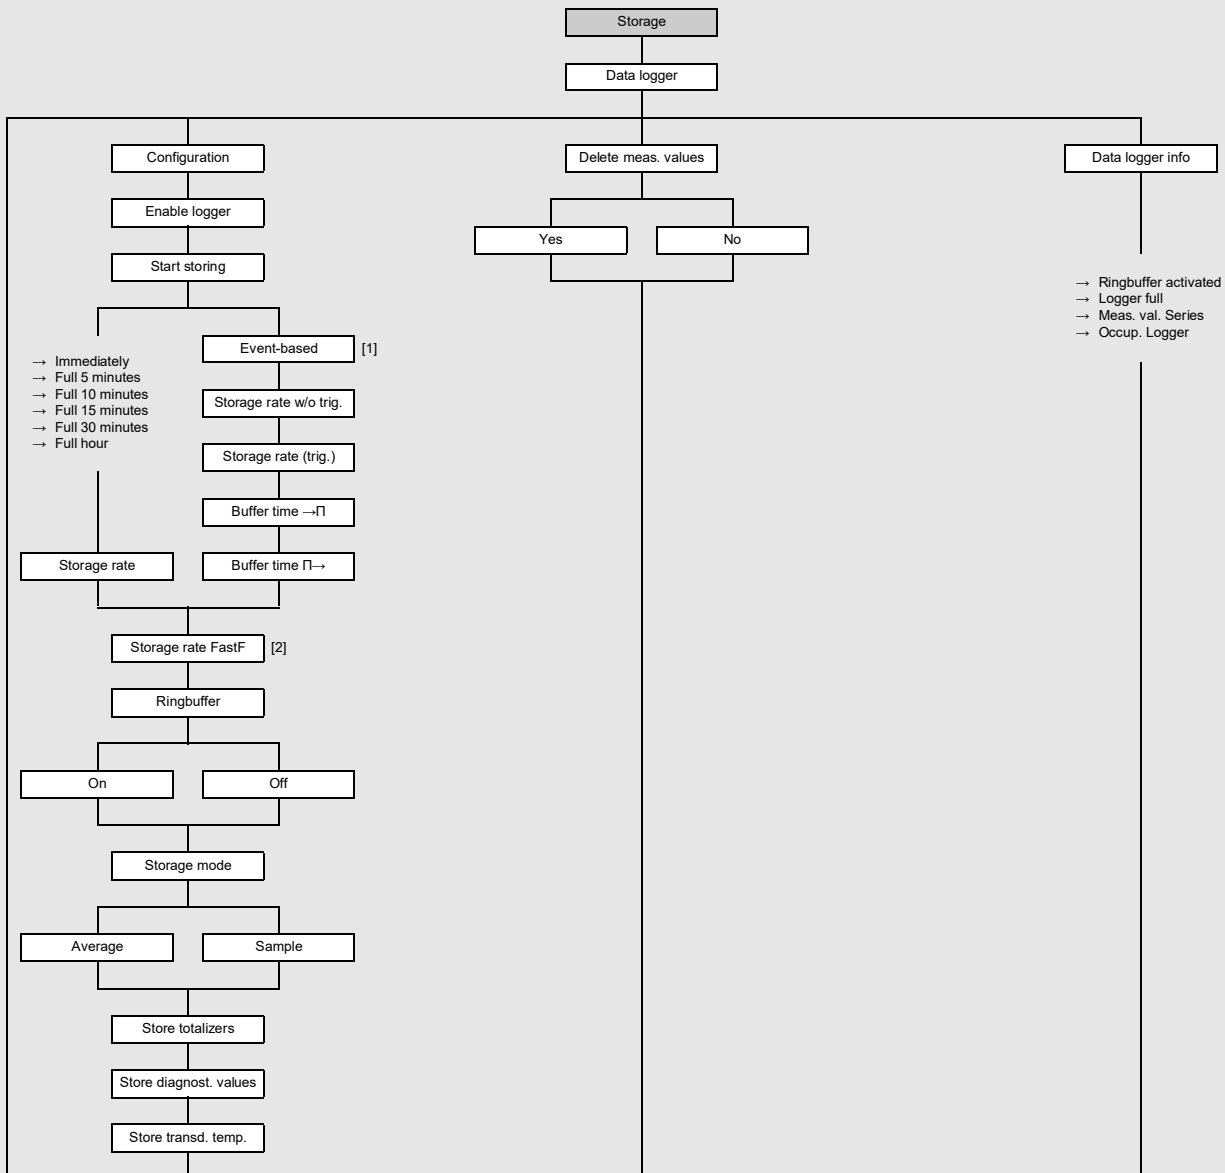 Storage
Data logger
Configuration
Delete meas. values
Data logger info
Enable logger
Yes
No
Start storing
→ Ringbuffer activated
→ Logger full
→ Meas. val. Series
→ Occup. Logger
→ Immediately
→ Full 5 minutes
→ Full 10 minutes
→ Full 15 minutes
→ Full 30 minutes
→ Full hour
Event-based [1]
Storage rate w/o trig.
Storage rate (trig.)
Buffer time →Π
Storage rate
Buffer time Π→
Storage rate FastF [2]
Ringbuffer
On
Off
Storage mode
Average
Sample
Store totalizers
Store diagnost. values
Store transd. temp.